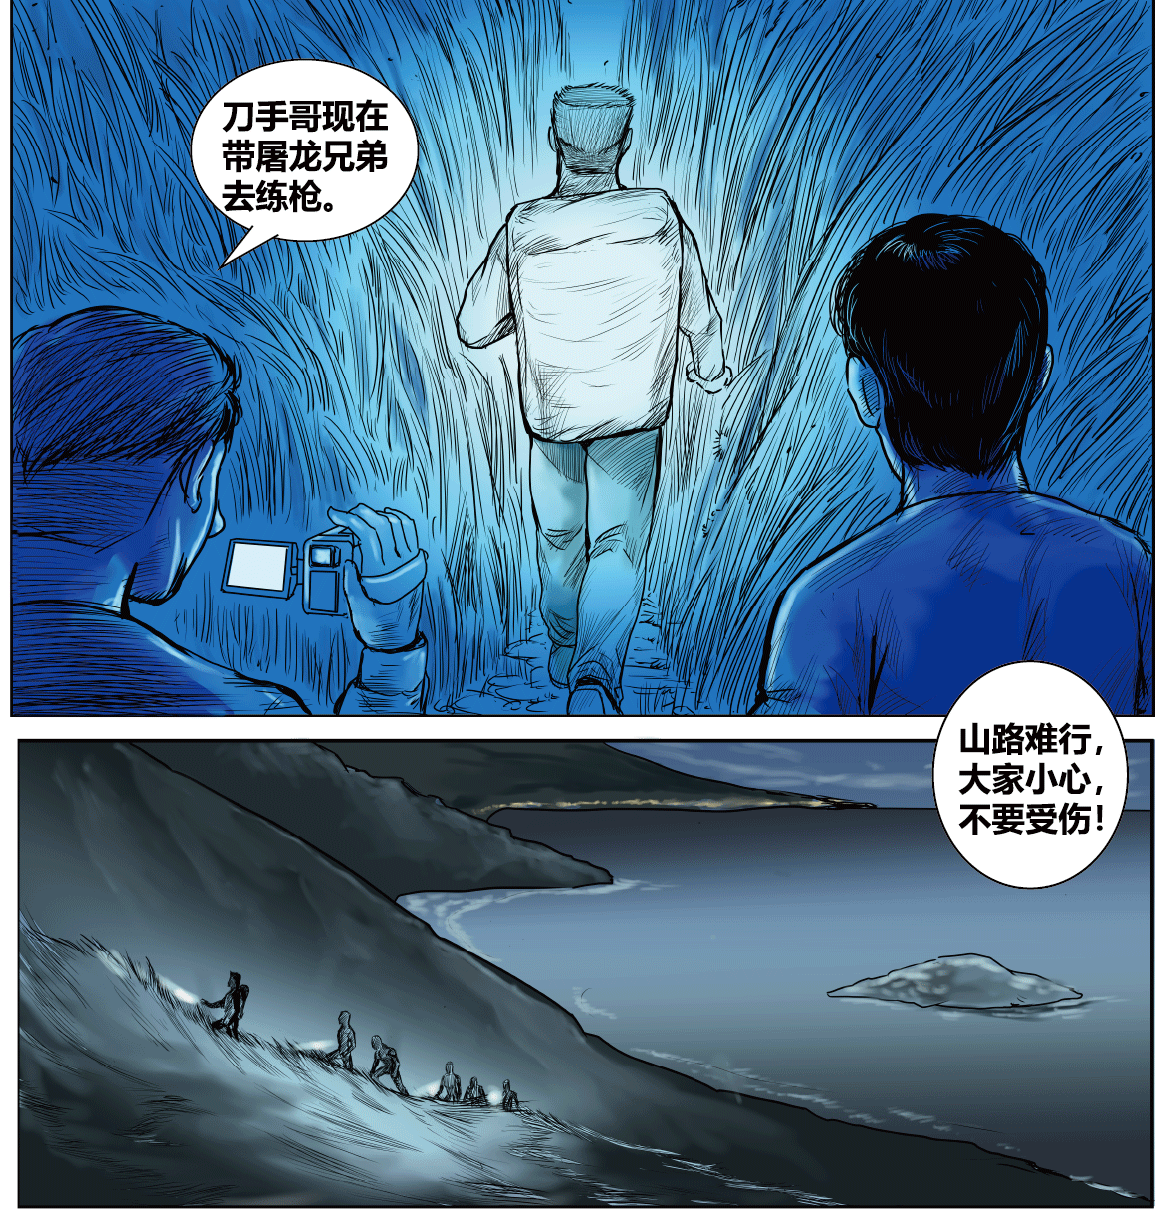 刀手哥现在
带屠龙兄弟
去练枪。
山路难行，
大家小心，
不要受伤！